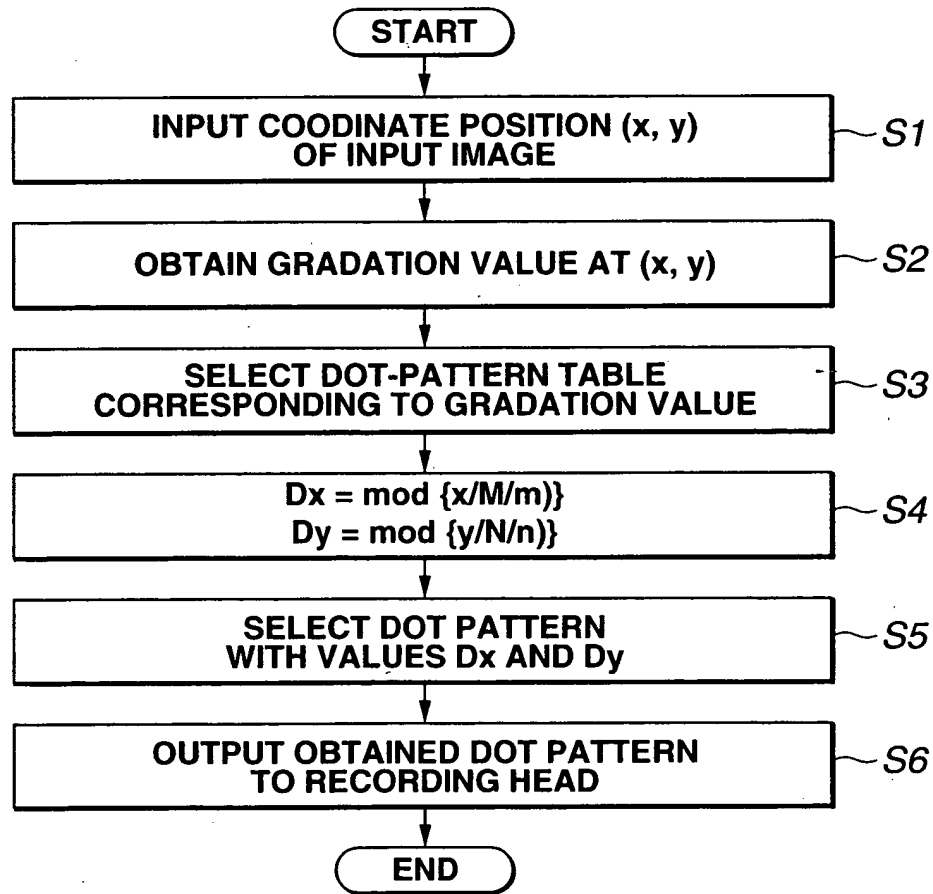 START
INPUT COODINATE POSITION (x, y)
OF INPUT IMAGE
S1
OBTAIN GRADATION VALUE AT (x, y)
S2
SELECT DOT-PATTERN TABLE
CORRESPONDING TO GRADATION VALUE
S3
Dx = mod {x/M/m)}
Dy = mod {y/N/n)}
S4
SELECT DOT PATTERN
WITH VALUES Dx AND Dy
S5
OUTPUT OBTAINED DOT PATTERN
TO RECORDING HEAD
S6
END